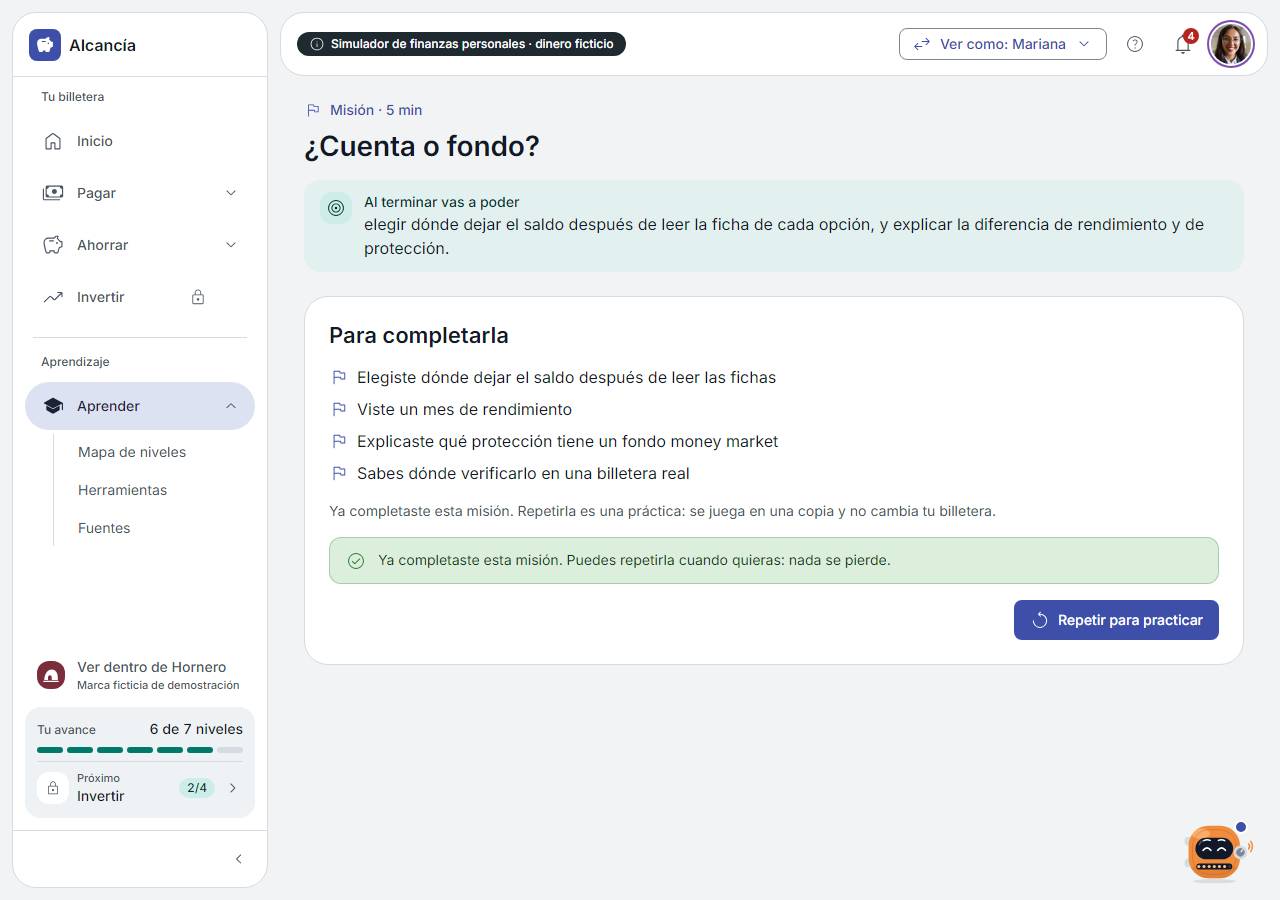 Alcancía
Tu billetera
Inicio
Pagar
Ahorrar
Invertir
Aprendizaje
Aprender
Mapa de niveles
Herramientas
Fuentes
Ver dentro de Hornero
Marca ficticia de demostración
Tu avance 6 de 7 niveles
Próximo
Invertir 2/4
Simulador de finanzas personales · dinero ficticio
Ver como: Mariana
4
Misión · 5 min
¿Cuenta o fondo?
Al terminar vas a poder
elegir dónde dejar el saldo después de leer la ficha de cada opción, y explicar la diferencia de rendimiento y de
protección.
Para completarla
Elegiste dónde dejar el saldo después de leer las fichas
Viste un mes de rendimiento
Explicaste qué protección tiene un fondo money market
Sabes dónde verificarlo en una billetera real
Ya completaste esta misión. Repetirla es una práctica: se juega en una copia y no cambia tu billetera.
Ya completaste esta misión. Puedes repetirla cuando quieras: nada se pierde.
Repetir para practicar